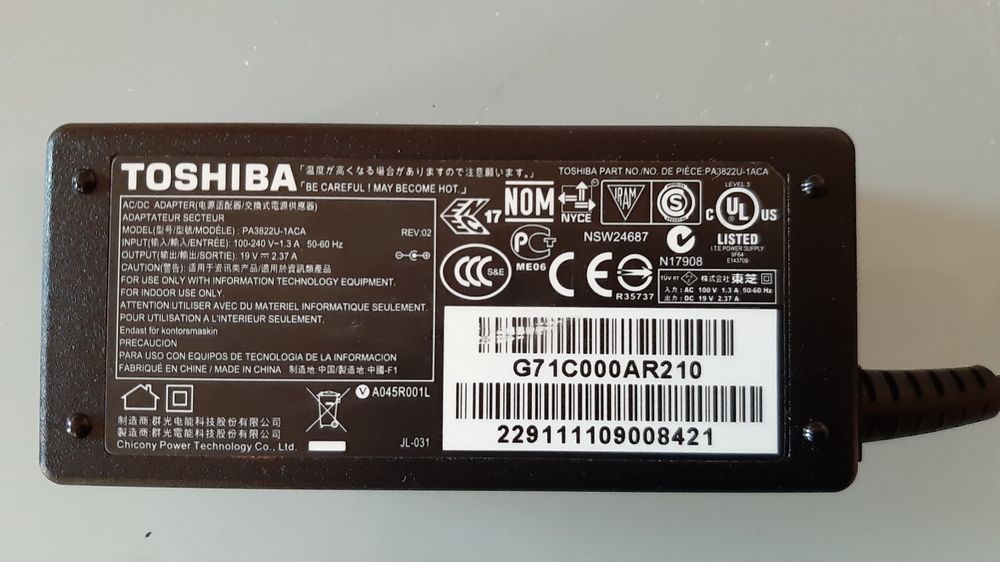 TOSHIBA
「温度が高くなる場合がありますので注意願います。」
「BE CAREFUL ! MAY BECOME HOT.」
TOSHIBA PART NO./NO. DE PIÈCE:PA3822U-1ACA
AC/DC ADAPTER(电源适配器/交換式電源供應器)
ADAPTATEUR SECTEUR
MODEL(型号/型號/MODÈLE) : PA3822U-1ACA REV:02
INPUT(输入/輸入/ENTRÉE): 100-240 V~1.3 A 50-60 Hz
OUTPUT(输出/輸出/SORTIE): 19 V ⎓ 2.37 A
CAUTION(警告): 适用于资讯类产品/適用於資訊類產品
FOR USE ONLY WITH INFORMATION TECHNOLOGY EQUIPMENT.
FOR INDOOR USE ONLY.
ATTENTION:UTILISER AVEC DU MATERIEL INFORMATIQUE SEULEMENT.
POUR UTILISATION A L'INTERIEUR SEULEMENT.
Endast för kontorsmaskin
PRECAUCION
PARA USO CON EQUIPOS DE TECNOLOGIA DE LA INFORMACION
FABRIQUÉ EN CHINE / MADE IN CHINA 制造地:中国/製造地:中國-F1
17
NOM
NYCE
VRAM
S
LEVEL:3
C UL US
LISTED
I.T.E POWER SUPPLY
9F64
E143709
NSW24687
N17908
CCC S&E
PCT
ME06
CE
R35737
TÜV RT 株式会社 東芝
入力 : AC 100 V 1.3 A 50-60 Hz
出力 : DC 19 V 2.37 A
G71C000AR210
229111109008421
V A045R001L
制造商:群光电能科技股份有限公司
製造商:群光電能科技股份有限公司
Chicony Power Technology Co., Ltd.
JL-031